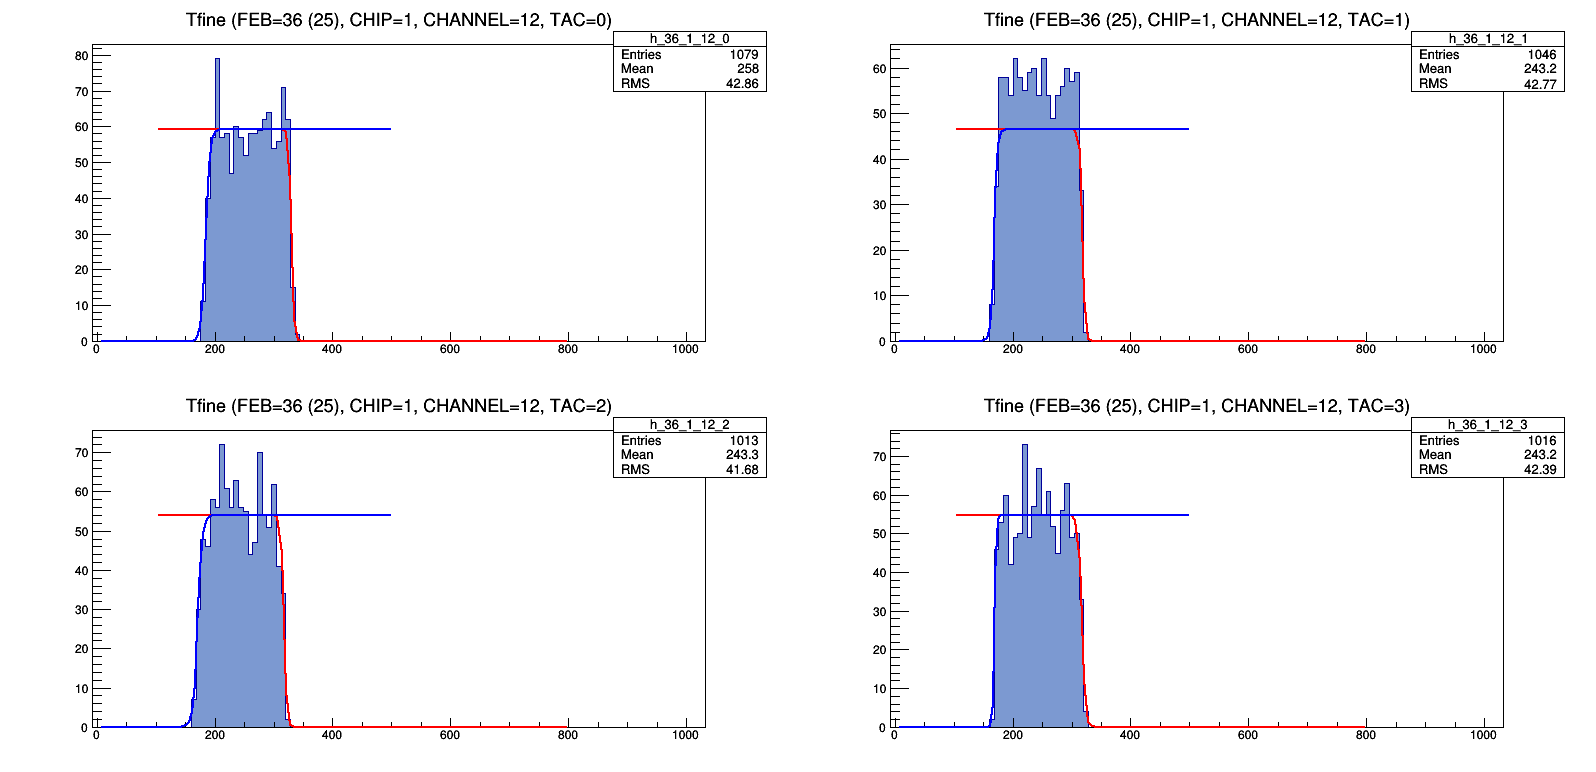 Tfine (FEB=36 (25), CHIP=1, CHANNEL=12, TAC=0)
h_36_1_12_0
Entries 1079
Mean 258
RMS 42.86
80
70
60
50
40
30
20
10
0
0 200 400 600 800 1000
Tfine (FEB=36 (25), CHIP=1, CHANNEL=12, TAC=1)
h_36_1_12_1
Entries 1046
Mean 243.2
RMS 42.77
60
50
40
30
20
10
0
0 200 400 600 800 1000
Tfine (FEB=36 (25), CHIP=1, CHANNEL=12, TAC=2)
h_36_1_12_2
Entries 1013
Mean 243.3
RMS 41.68
70
60
50
40
30
20
10
0
0 200 400 600 800 1000
Tfine (FEB=36 (25), CHIP=1, CHANNEL=12, TAC=3)
h_36_1_12_3
Entries 1016
Mean 243.2
RMS 42.39
70
60
50
40
30
20
10
0
0 200 400 600 800 1000